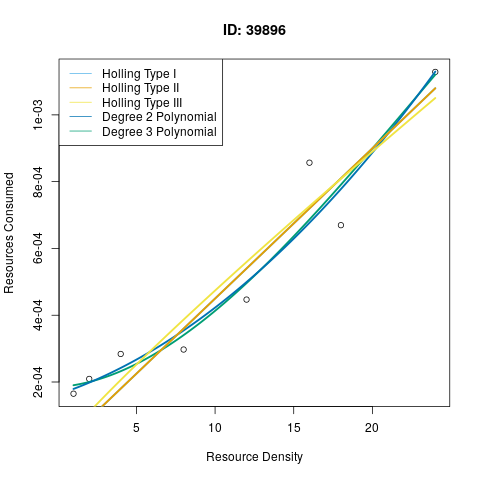 ID: 39896
Holling Type I
Holling Type II
Holling Type III
Degree 2 Polynomial
Degree 3 Polynomial
Resources Consumed
1e-03
8e-04
6e-04
4e-04
2e-04
5 10 15 20
Resource Density